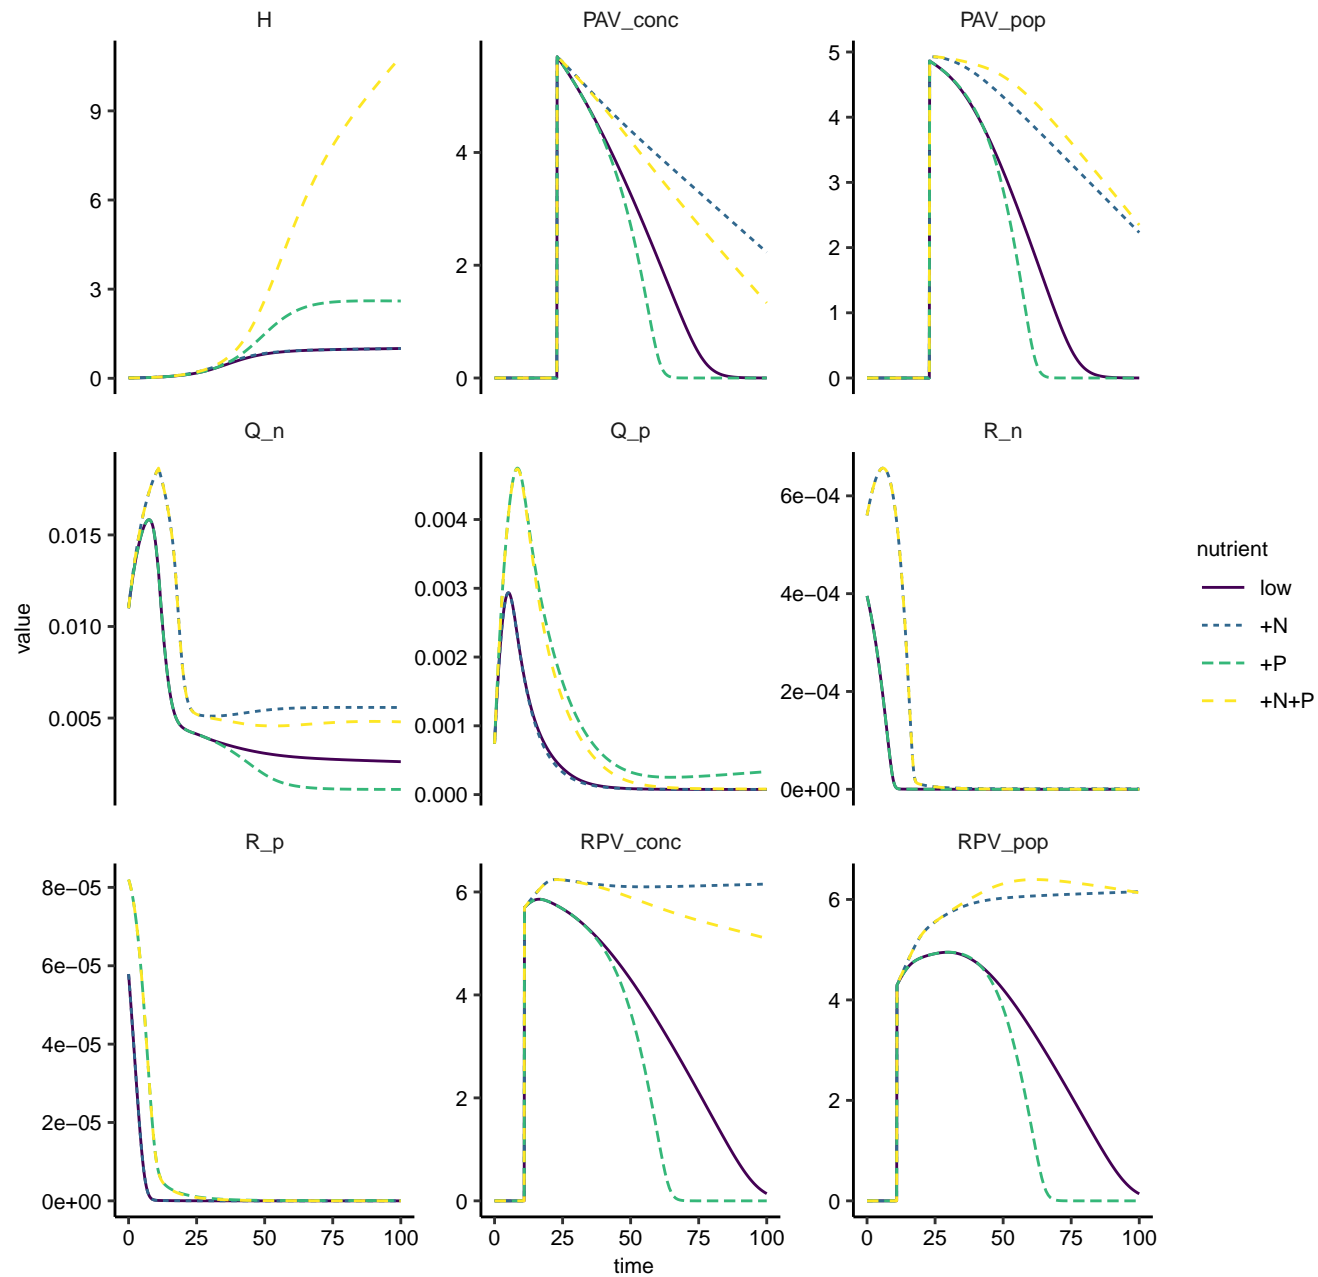 H
PAV_conc
PAV_pop
0
3
6
9
0
2
4
0
1
2
3
4
5
Q_n
Q_p
R_n
0.005
0.010
0.015
0.000
0.001
0.002
0.003
0.004
0e+00
2e−04
4e−04
6e−04
R_p
RPV_conc
RPV_pop
0e+00
2e−05
4e−05
6e−05
8e−05
0
2
4
6
0
2
4
6
0 25 50 75 100
0 25 50 75 100
0 25 50 75 100
time
value
nutrient
low
+N
+P
+N+P